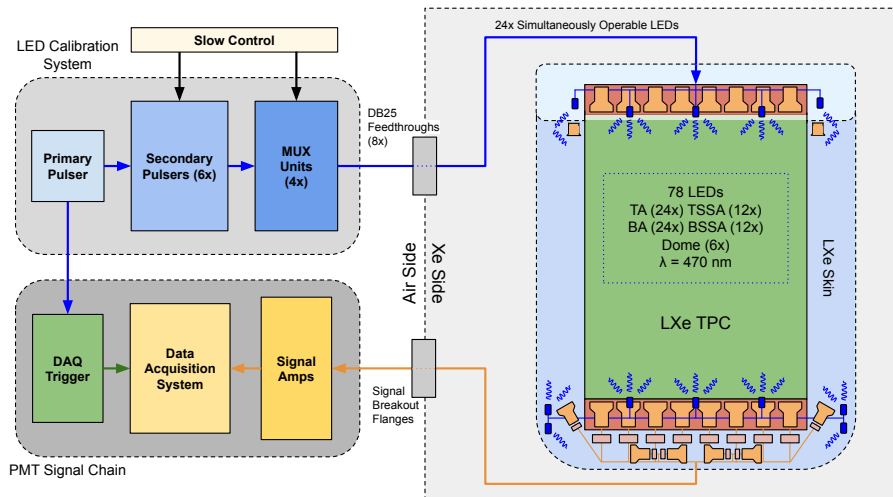 Slow Control
24x Simultaneously Operable LEDs
LED Calibration
System
Primary
Pulser
Secondary
Pulsers (6x)
MUX
Units
(4x)
DB25
Feedthroughs
(8x)
Air Side
Xe Side
78 LEDs
TA (24x) TSSA (12x)
BA (24x) BSSA (12x)
Dome (6x)
λ = 470 nm
LXe Skin
LXe TPC
DAQ
Trigger
Data
Acquisition
System
Signal
Amps
Signal
Breakout
Flanges
PMT Signal Chain